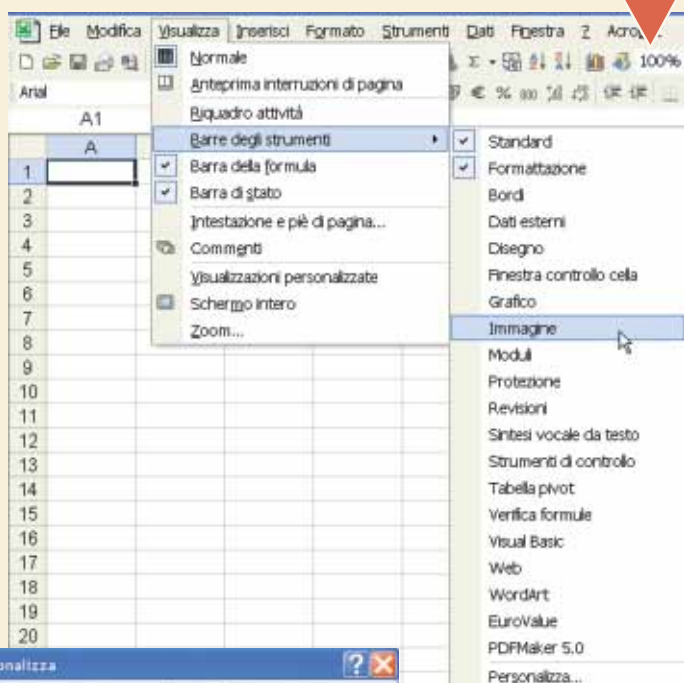 File Modifica Visualizza Inserisci Formato Strumenti Dati Finestra ?
Σ 100%
Arial € % 000
A1
A
1
2
3
4
5
6
7
8
9
10
11
12
13
14
15
16
17
18
19
20
Normale
Anteprima interruzioni di pagina
Riquadro attività
Barre degli strumenti
Barra della formula
Barra di stato
Intestazione e piè di pagina...
Commenti
Visualizzazioni personalizzate
Schermo intero
Zoom...
Standard
Formattazione
Bordi
Dati esterni
Disegno
Finestra controllo cella
Grafico
Immagine
Moduli
Protezione
Revisioni
Sintesi vocale da testo
Strumenti di controllo
Tabella pivot
Verifica formule
Visual Basic
Web
WordArt
EuroValue
PDFMaker 5.0
Personalizza...
onalizza ?